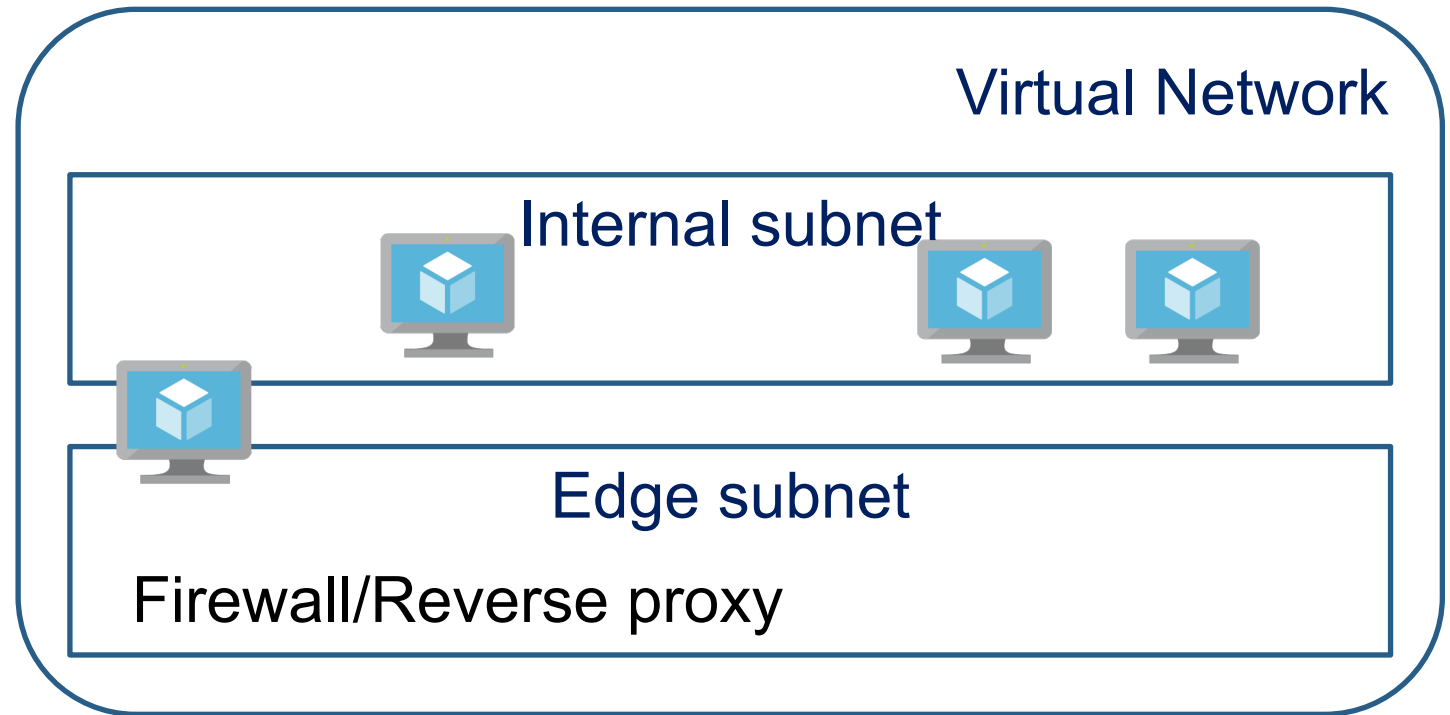 Virtual Network
Internal subnet
Edge subnet
Firewall/Reverse proxy